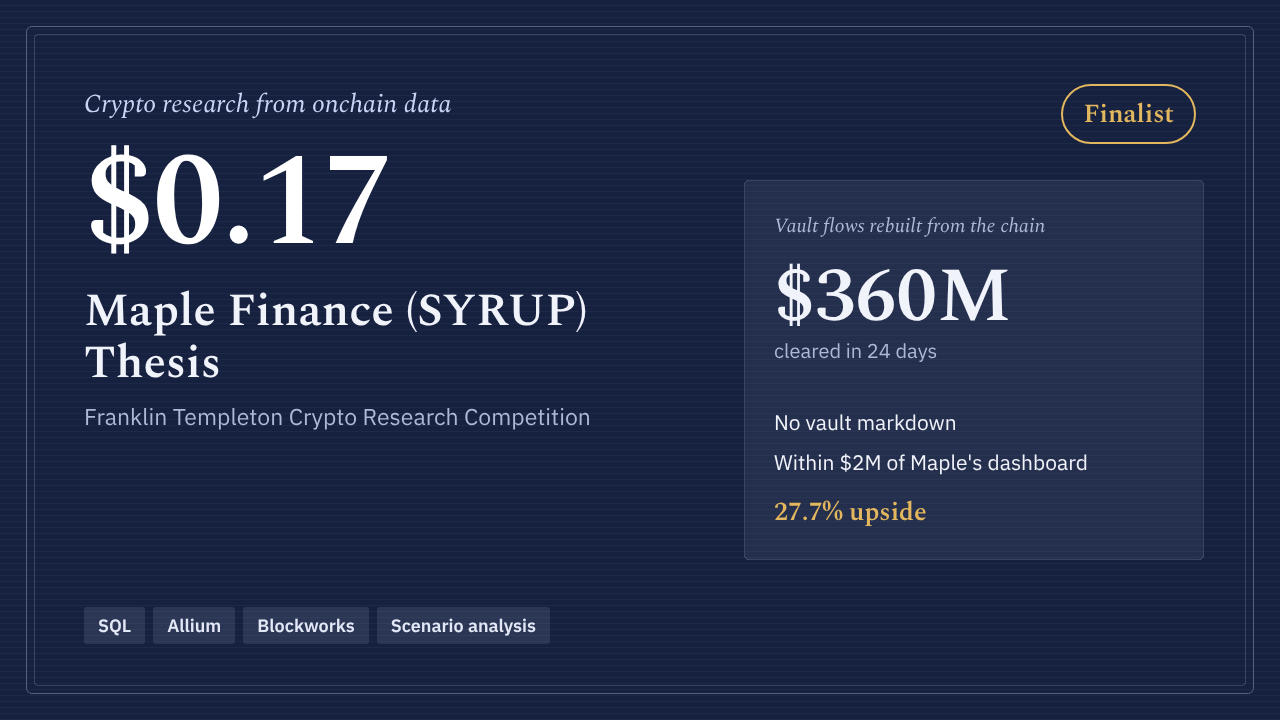 Crypto research from onchain data
$0.17
Maple Finance (SYRUP)
Thesis
Franklin Templeton Crypto Research Competition
Finalist
Vault flows rebuilt from the chain
$360M
cleared in 24 days
No vault markdown
Within $2M of Maple's dashboard
27.7% upside
SQL
Allium
Blockworks
Scenario analysis